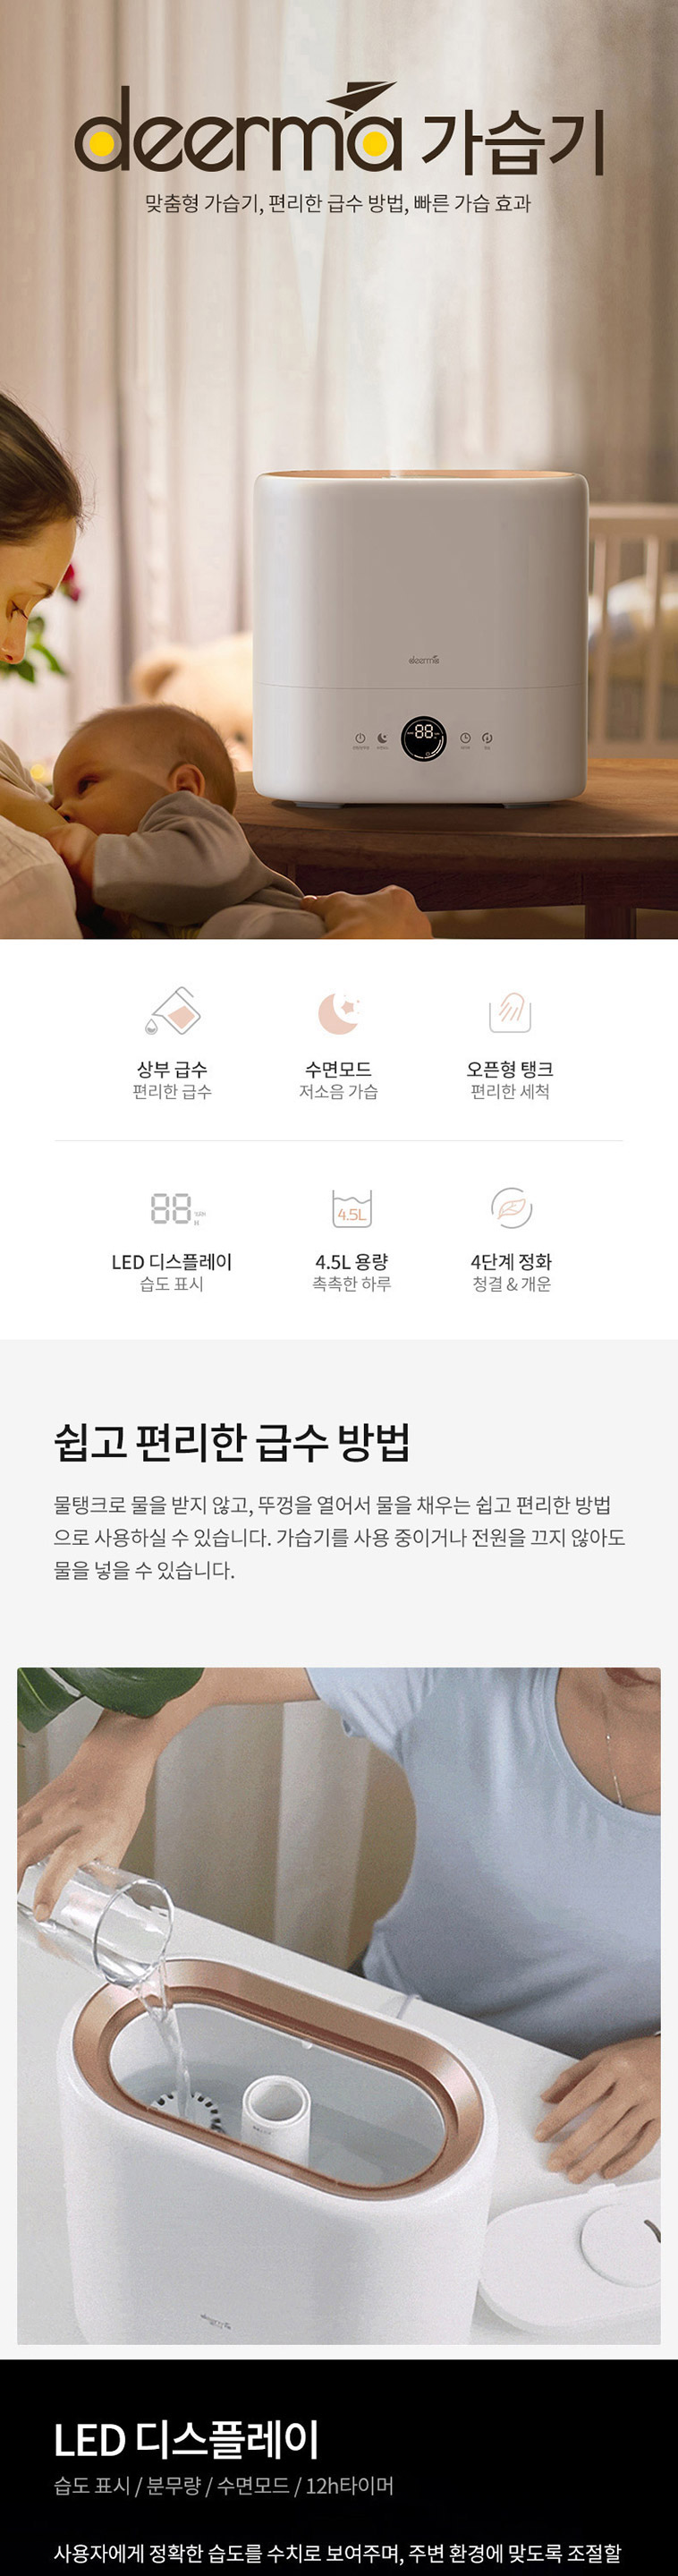 deerma 가습기
맞춤형 가습기, 편리한 급수 방법, 빠른 가습 효과
deerma
88
상부 급수
편리한 급수
수면모드
저소음 가습
오픈형 탱크
편리한 세척
88 %RH
4.5L
LED 디스플레이
습도 표시
4.5L 용량
촉촉한 하루
4단계 정화
청결 & 개운
쉽고 편리한 급수 방법
물탱크로 물을 받지 않고, 뚜껑을 열어서 물을 채우는 쉽고 편리한 방법
으로 사용하실 수 있습니다. 가습기를 사용 중이거나 전원을 끄지 않아도
물을 넣을 수 있습니다.
deerma
LED 디스플레이
습도 표시 / 분무량 / 수면모드 / 12h타이머
사용자에게 정확한 습도를 수치로 보여주며, 주변 환경에 맞도록 조절할